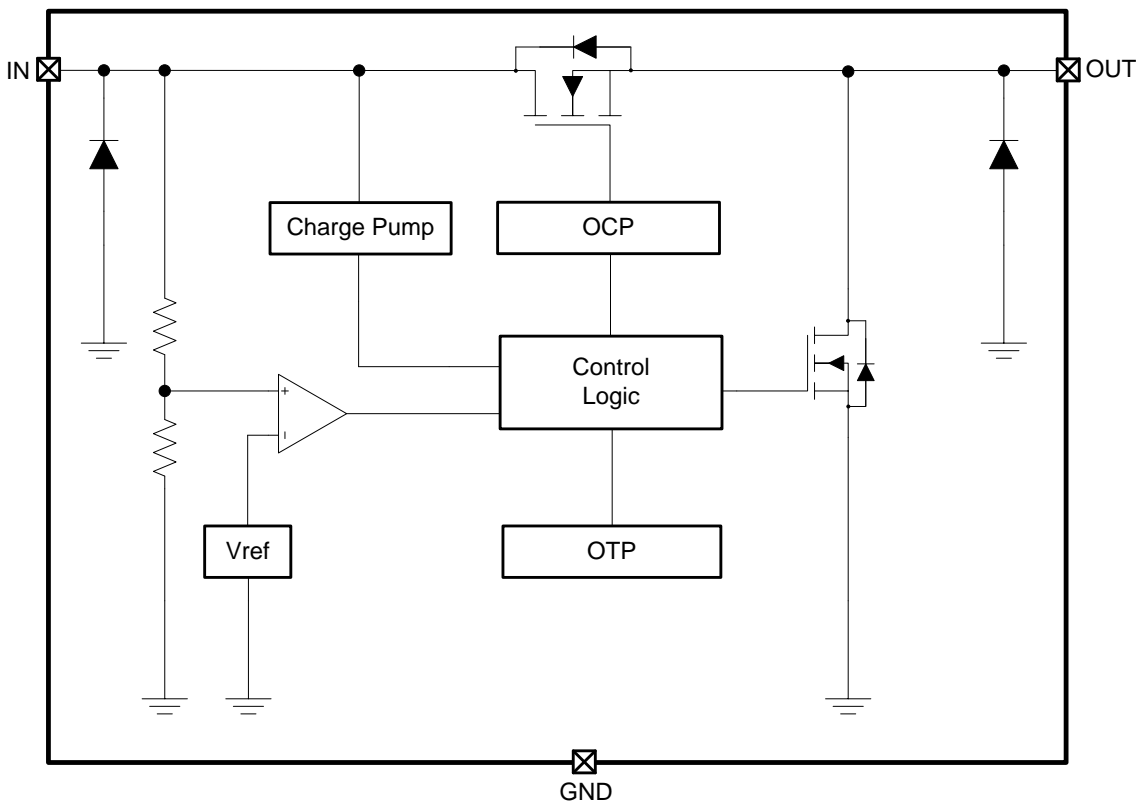 IN
OUT
Charge Pump
OCP
Control
Logic
+
-
Vref
OTP
GND